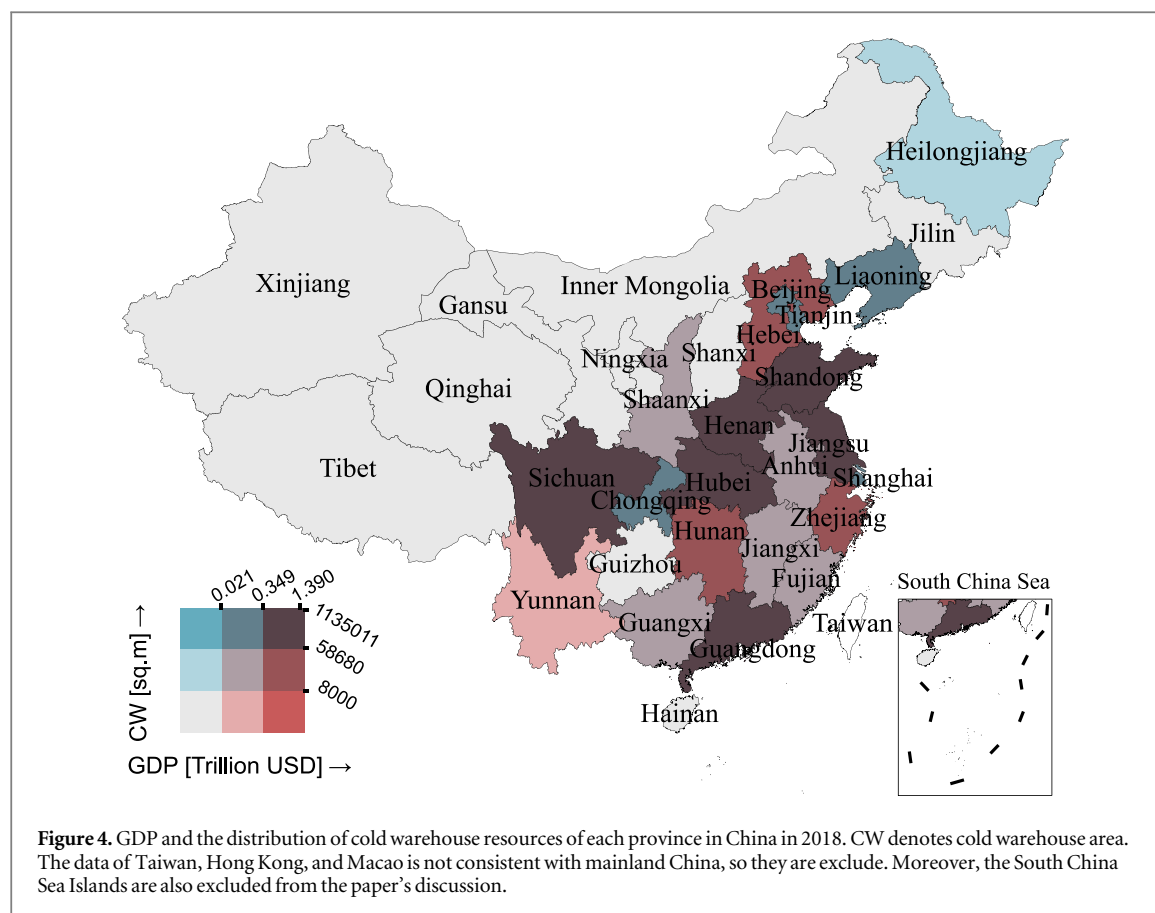 Heilongjiang
Jilin
Liaoning
Xinjiang
Inner Mongolia
Beijing
Gansu
Tianjin
Hebei
Ningxia
Shanxi
Qinghai
Shandong
Shaanxi
Henan
Jiangsu
Tibet
Anhui
Sichuan
Hubei
Shanghai
Chongqing
Zhejiang
Hunan
Jiangxi
Guizhou
Fujian
South China Sea
Yunnan
Guangxi
Taiwan
Guangdong
Hainan
0.021
0.349
1.390
1135011
58680
8000
CW [sq.m] →
GDP [Trillion USD] →
Figure 4. GDP and the distribution of cold warehouse resources of each province in China in 2018. CW denotes cold warehouse area.
The data of Taiwan, Hong Kong, and Macao is not consistent with mainland China, so they are exclude. Moreover, the South China
Sea Islands are also excluded from the paper's discussion.